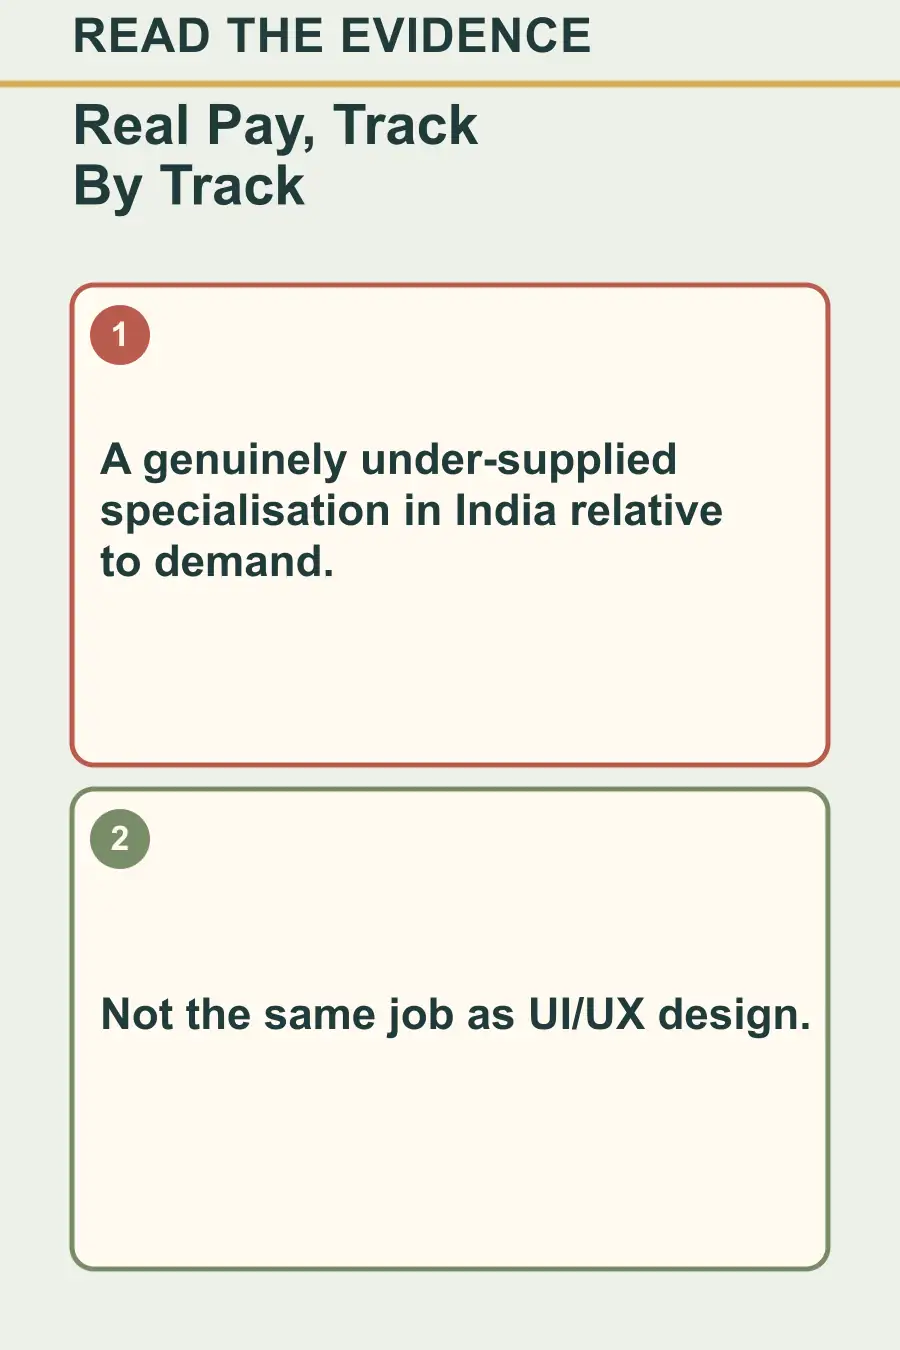 READ THE EVIDENCE
Real Pay, Track
By Track
1
A genuinely under-supplied
specialisation in India relative
to demand.
2
Not the same job as UI/UX design.